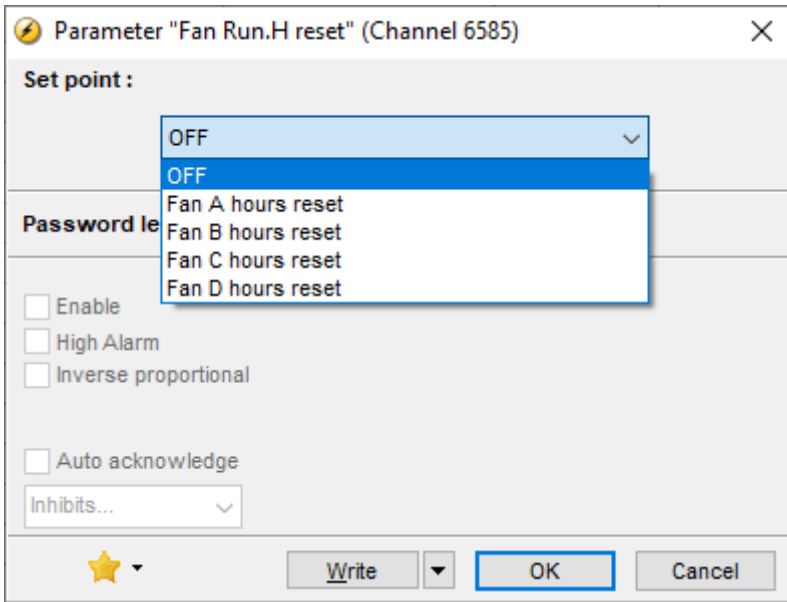 Parameter "Fan Run.H reset" (Channel 6585)
Set point :
OFF
OFF
Fan A hours reset
Fan B hours reset
Fan C hours reset
Fan D hours reset
Password le
Enable
High Alarm
Inverse proportional
Auto acknowledge
Inhibits...
Write
OK
Cancel